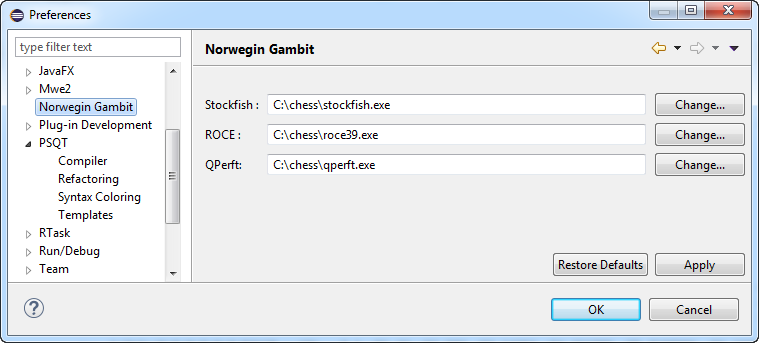 Preferences
type filter text
JavaFX
Mwe2
Norwegin Gambit
Plug-in Development
PSQT
Compiler
Refactoring
Syntax Coloring
Templates
RTask
Run/Debug
Team
Norwegin Gambit
Stockfish : C:\chess\stockfish.exe Change...
ROCE : C:\chess\roce39.exe Change...
QPerft: C:\chess\qperft.exe Change...
Restore Defaults Apply
? OK Cancel